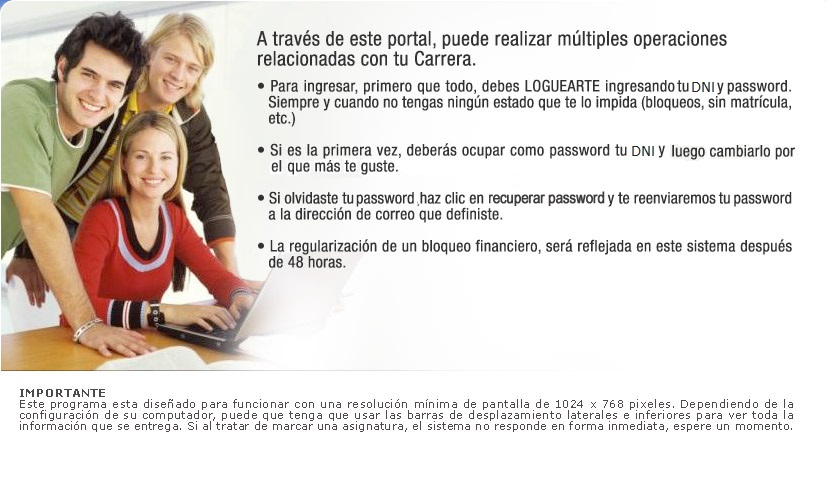 A través de este portal, puede realizar múltiples operaciones
relacionadas con tu Carrera.
• Para ingresar, primero que todo, debes LOGUEARTE ingresando tu DNI y password.
Siempre y cuando no tengas ningún estado que te lo impida (bloqueos, sin matrícula,
etc.)
• Si es la primera vez, deberás ocupar como password tu DNI y luego cambiarlo por
el que más te guste.
• Si olvidaste tu password ,haz clic en recuperar password y te reenviaremos tu password
a la dirección de correo que definiste.
• La regularización de un bloqueo financiero, será reflejada en este sistema después
de 48 horas.
IMPORTANTE
Este programa esta diseñado para funcionar con una resolución mínima de pantalla de 1024 x 768 pixeles. Dependiendo de la
configuración de su computador, puede que tenga que usar las barras de desplazamiento laterales e inferiores para ver toda la
información que se entrega. Si al tratar de marcar una asignatura, el sistema no responde en forma inmediata, espere un momento.